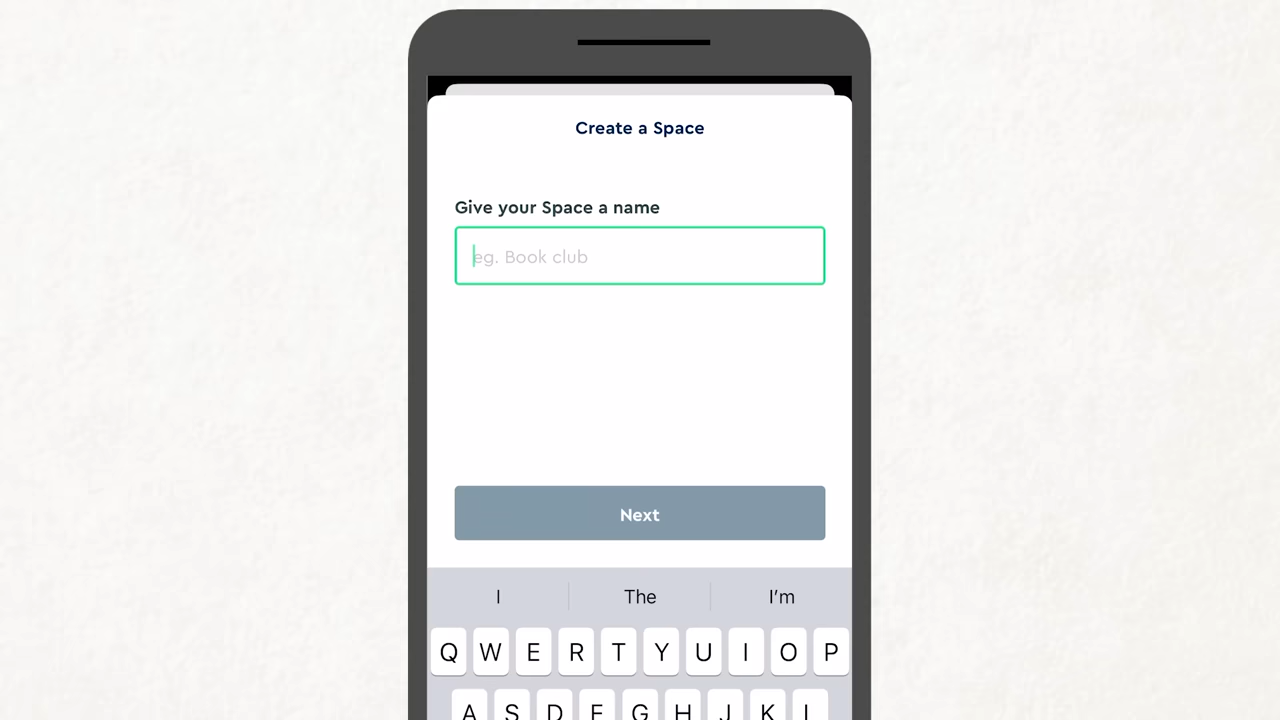 Create a Space
Give your Space a name
eg. Book club
Next
I The I'm
Q W E R T Y U I O P
A S D F G H J K L